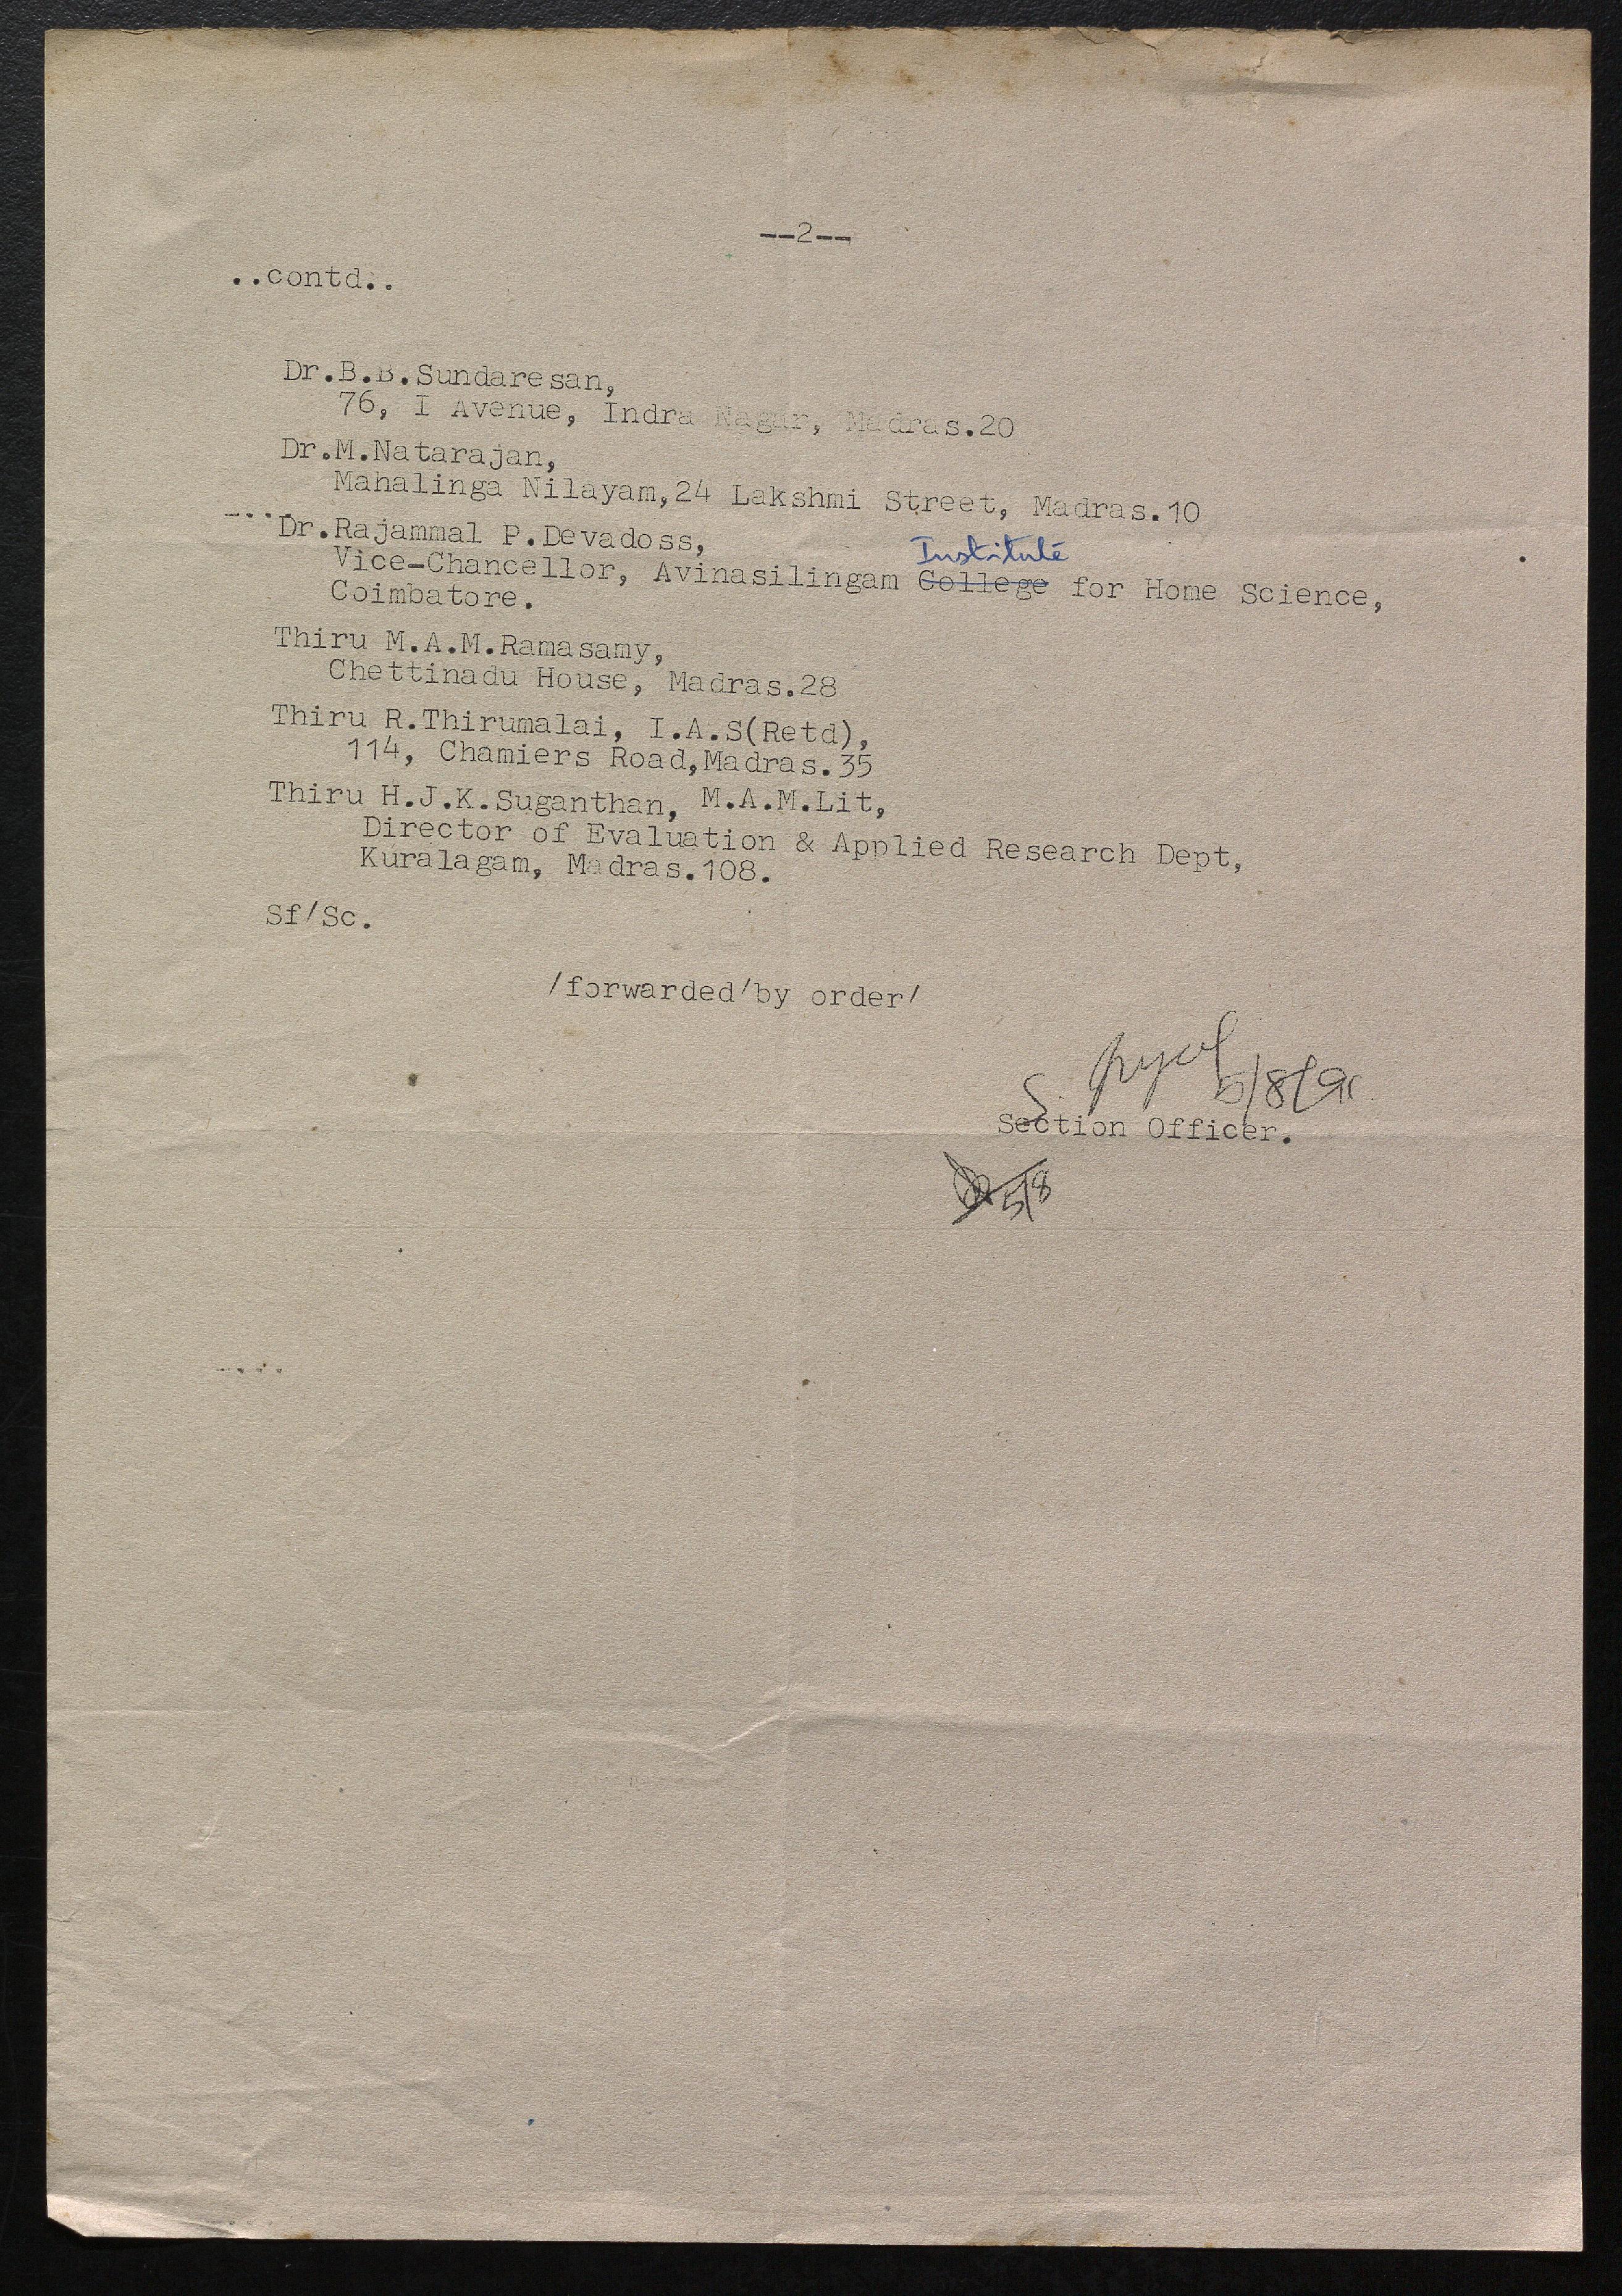 --2--
..contd..
Dr.B.B.Sundaresan,
76, I Avenue, Indra Nagar, Madras.20
Dr.M.Natarajan,
Mahalinga Nilayam,24 Lakshmi Street, Madras.10
Dr.Rajammal P.Devadoss,
Institute
Vice-Chancellor, Avinasilingam College for Home Science,
Coimbatore.
Thiru M.A.M.Ramasamy,
Chettinadu House, Madras.28
Thiru R.Thirumalai, I.A.S(Retd),
114, Chamiers Road,Madras.35
Thiru H.J.K.Suganthan, M.A.M.Lit,
Director of Evaluation & Applied Research Dept,
Kuralagam, Madras.108.
Sf/Sc.
/forwarded/by order/
5/8/91
Section Officer.
5/8